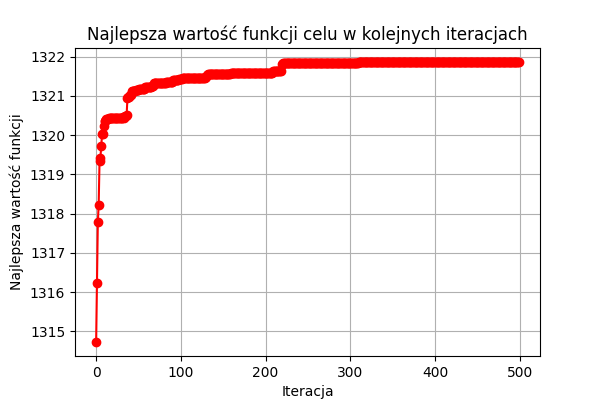 Najlepsza wartość funkcji celu w kolejnych iteracjach
1322
1321
1320
1319
1318
1317
1316
1315
Najlepsza wartość funkcji
0 100 200 300 400 500
Iteracja